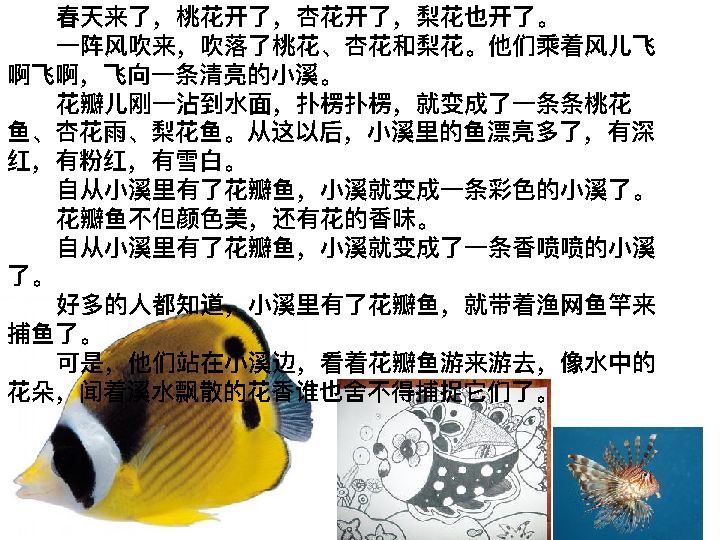 春天来了，桃花开了，杏花开了，梨花也开了。
一阵风吹来，吹落了桃花、杏花和梨花。他们乘着风儿飞
啊飞啊，飞向一条清亮的小溪。
花瓣儿刚一沾到水面，扑楞扑楞，就变成了一条条桃花
鱼、杏花雨、梨花鱼。从这以后，小溪里的鱼漂亮多了，有深
红，有粉红，有雪白。
自从小溪里有了花瓣鱼，小溪就变成一条彩色的小溪了。
花瓣鱼不但颜色美，还有花的香味。
自从小溪里有了花瓣鱼，小溪就变成了一条香喷喷的小溪
了。
好多的人都知道，小溪里有了花瓣鱼，就带着渔网鱼竿来
捕鱼了。
可是，他们站在小溪边，看着花瓣鱼游来游去，像水中的
花朵，闻着溪水飘散的花香谁也舍不得捕捉它们了。